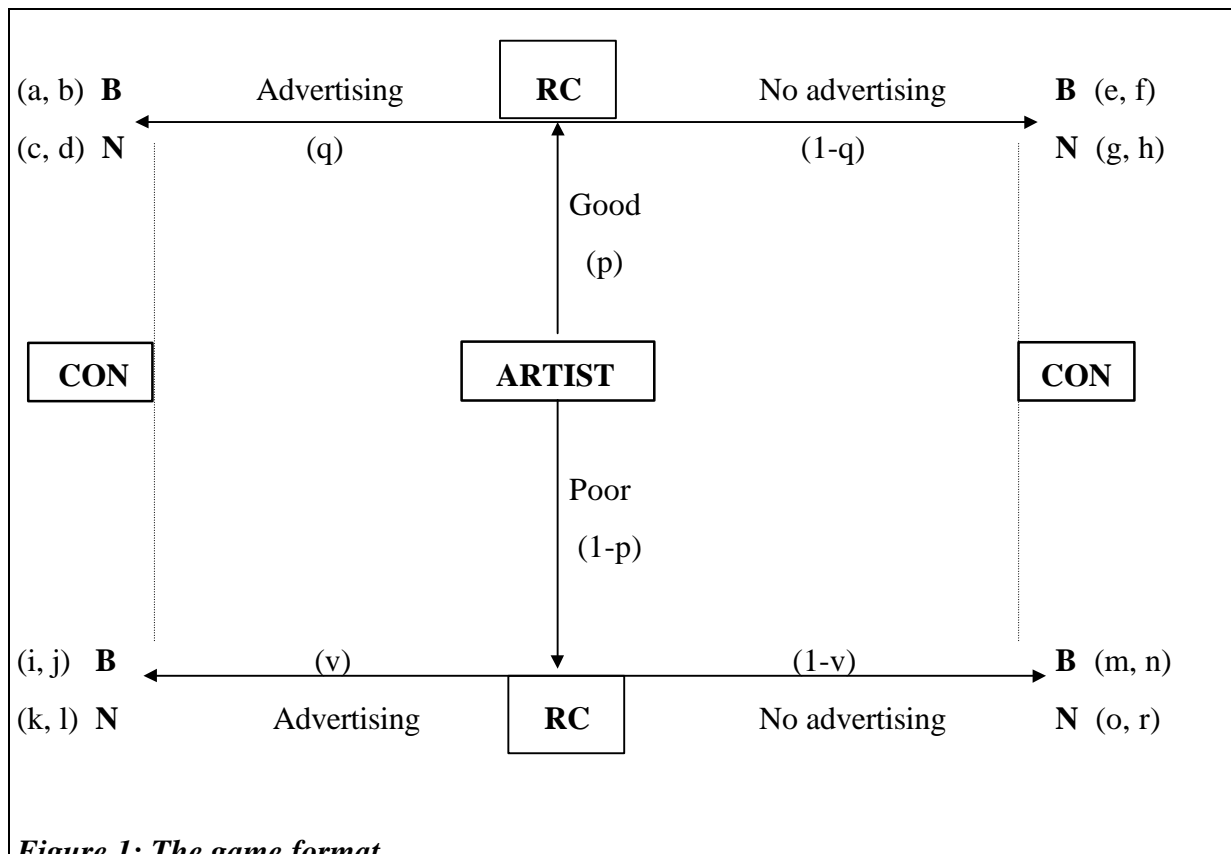 (a, b) B Advertising RC No advertising B (e, f)
(c, d) N (q) (1-q) N (g, h)
Good
(p)
CON ARTIST CON
Poor
(1-p)
(i, j) B (v) (1-v) B (m, n)
(k, l) N Advertising RC No advertising N (o, r)
Figure 1: The game format